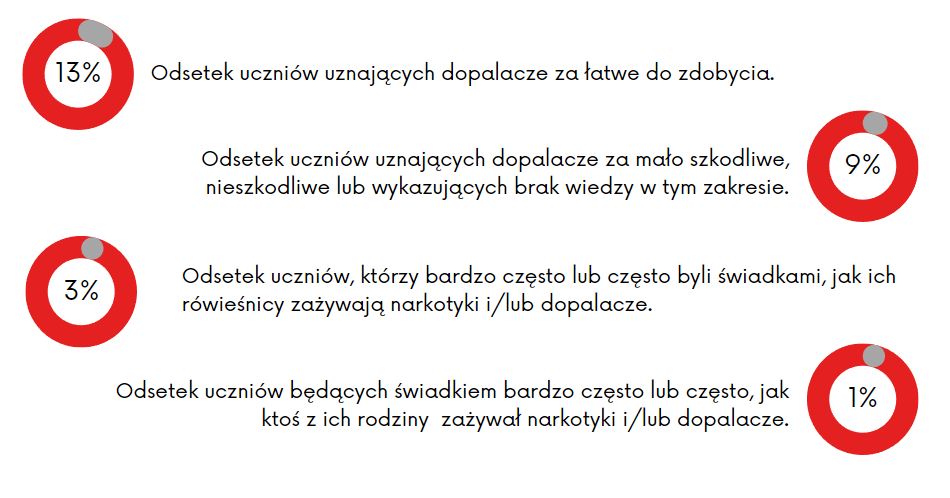 13%
Odsetek uczniów uznających dopalacze za łatwe do zdobycia.
Odsetek uczniów uznających dopalacze za mało szkodliwe,
nieszkodliwe lub wykazujących brak wiedzy w tym zakresie.
9%
3%
Odsetek uczniów, którzy bardzo często lub często byli świadkami, jak ich
rówieśnicy zażywają narkotyki i/lub dopalacze.
Odsetek uczniów będących świadkiem bardzo często lub często, jak
ktoś z ich rodziny zażywał narkotyki i/lub dopalacze.
1%